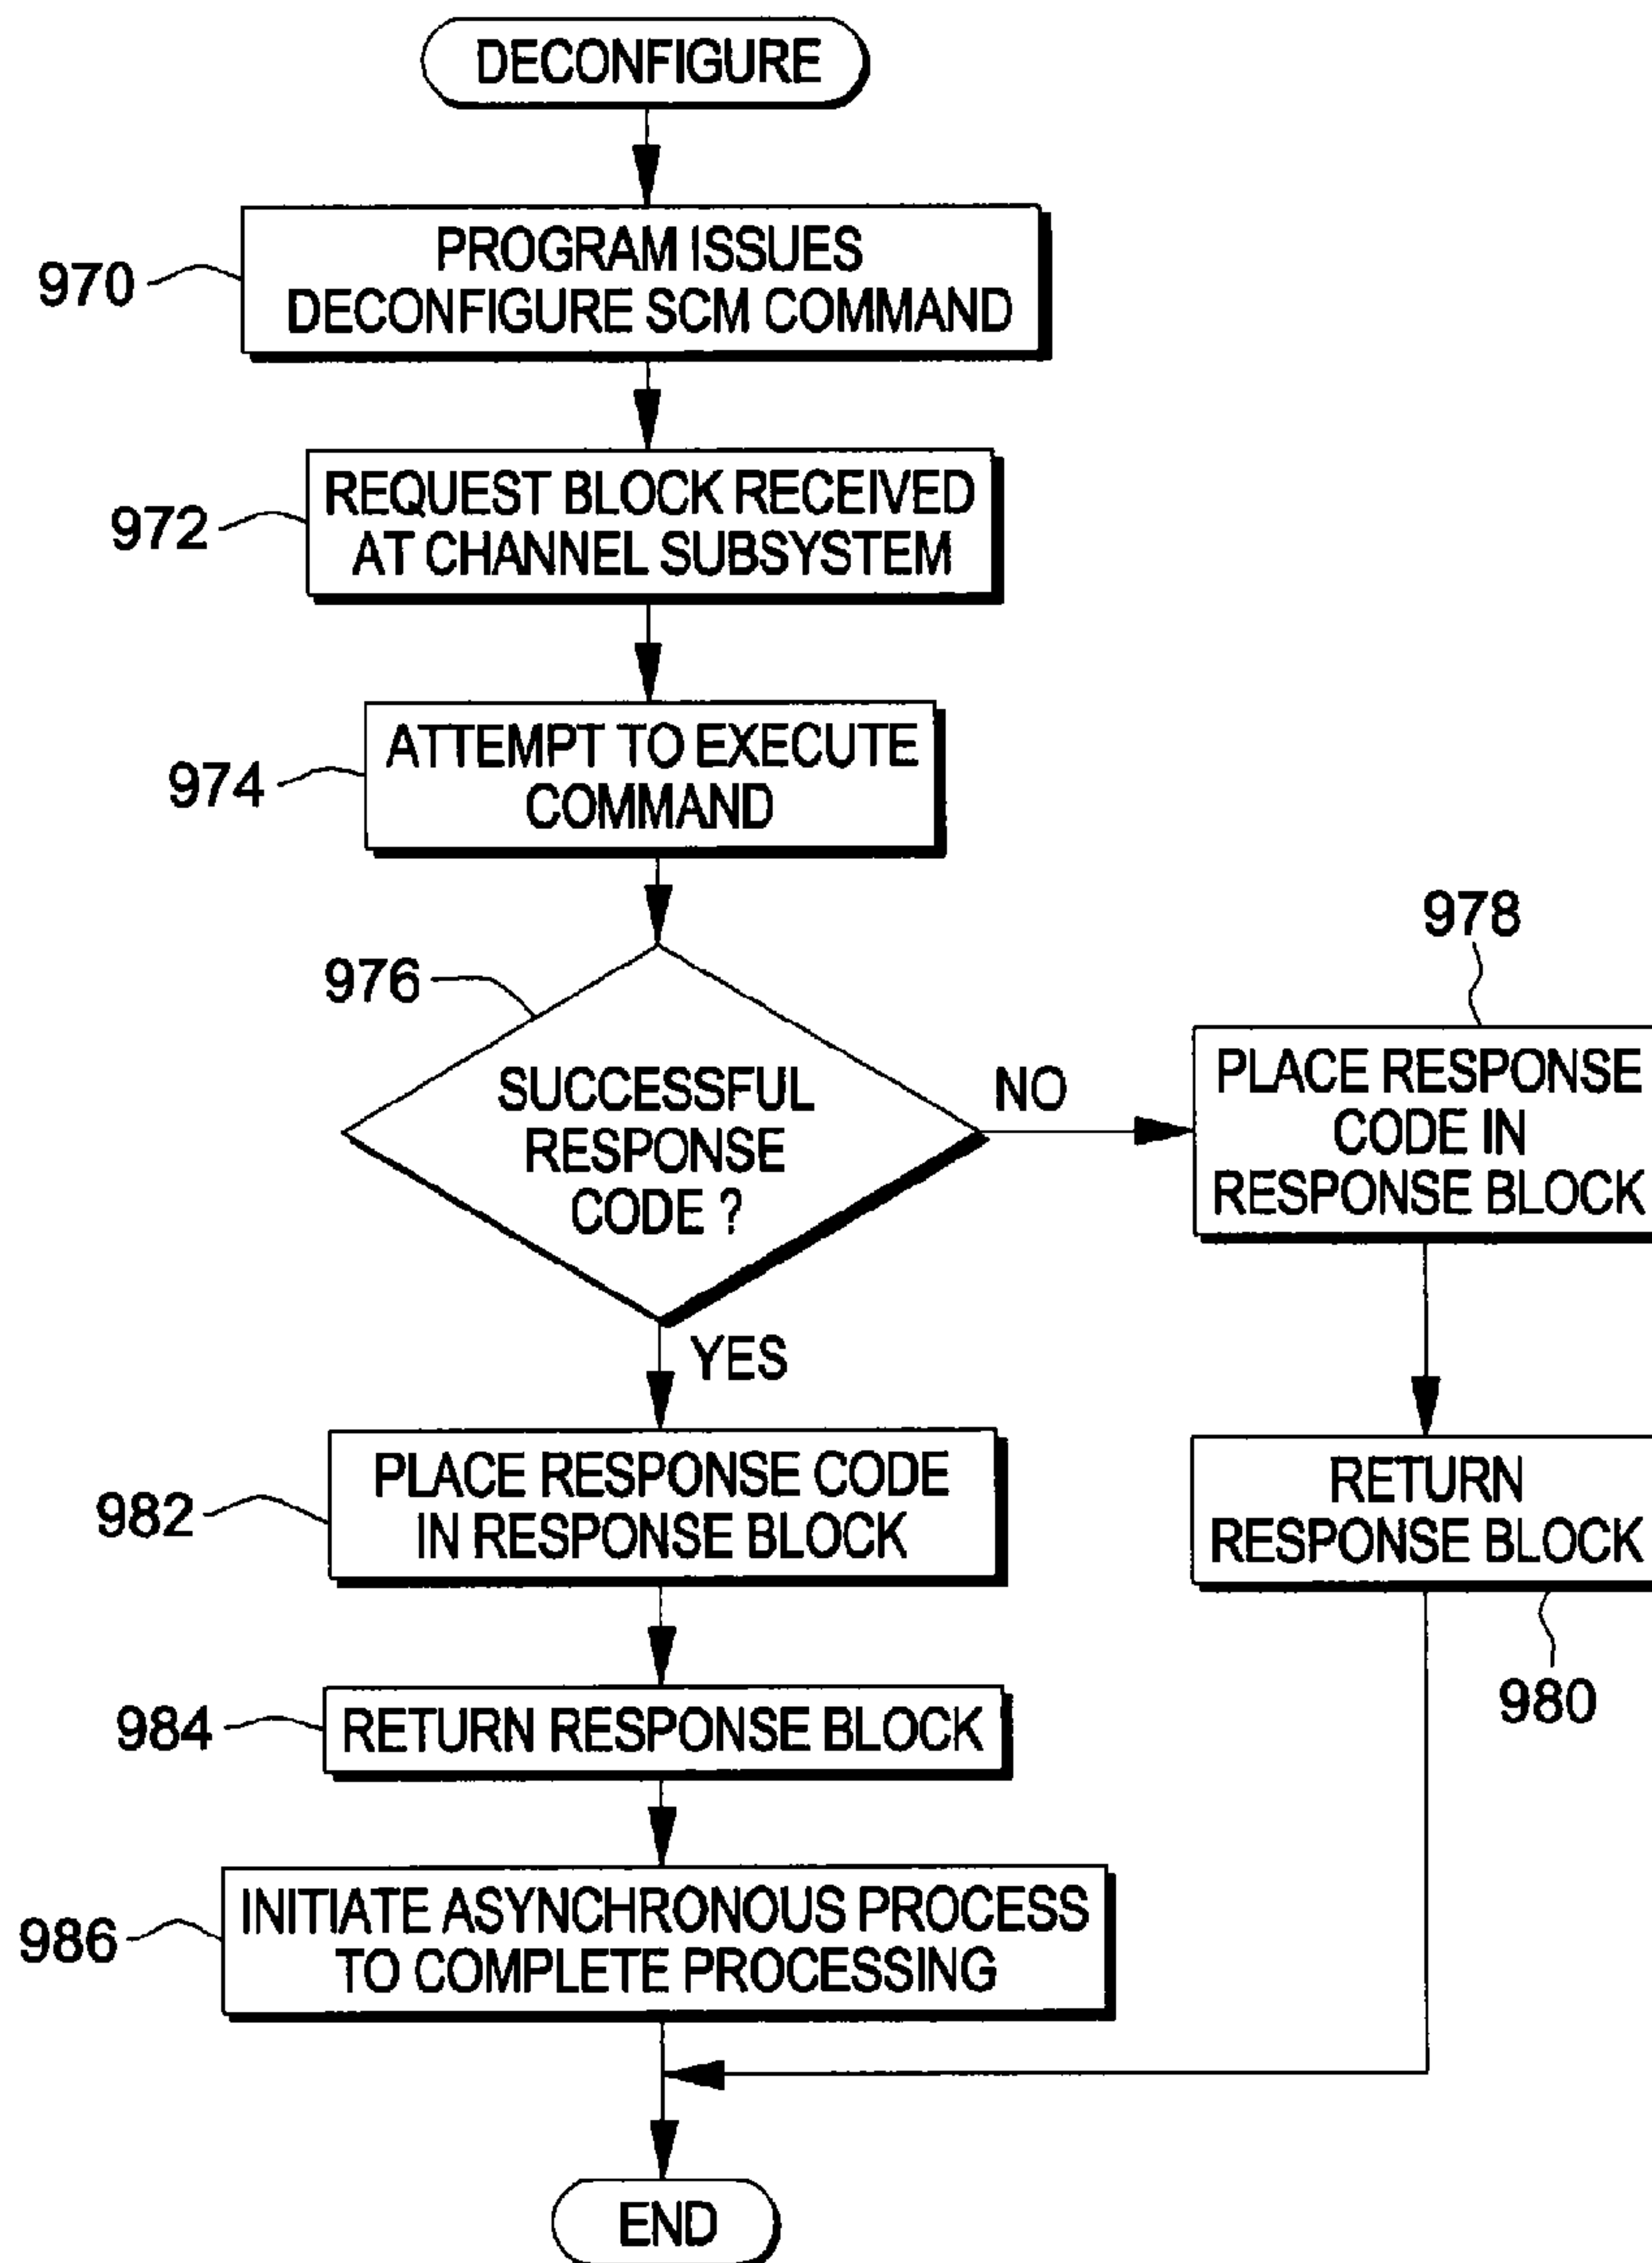 DECONFIGURE
970
PROGRAM ISSUES
DECONFIGURE SCM COMMAND
972
REQUEST BLOCK RECEIVED
AT CHANNEL SUBSYSTEM
974
ATTEMPT TO EXECUTE
COMMAND
976
SUCCESSFUL
RESPONSE
CODE ?
NO
978
PLACE RESPONSE
CODE IN
RESPONSE BLOCK
RETURN
RESPONSE BLOCK
980
YES
982
PLACE RESPONSE CODE
IN RESPONSE BLOCK
984
RETURN RESPONSE BLOCK
986
INITIATE ASYNCHRONOUS PROCESS
TO COMPLETE PROCESSING
END